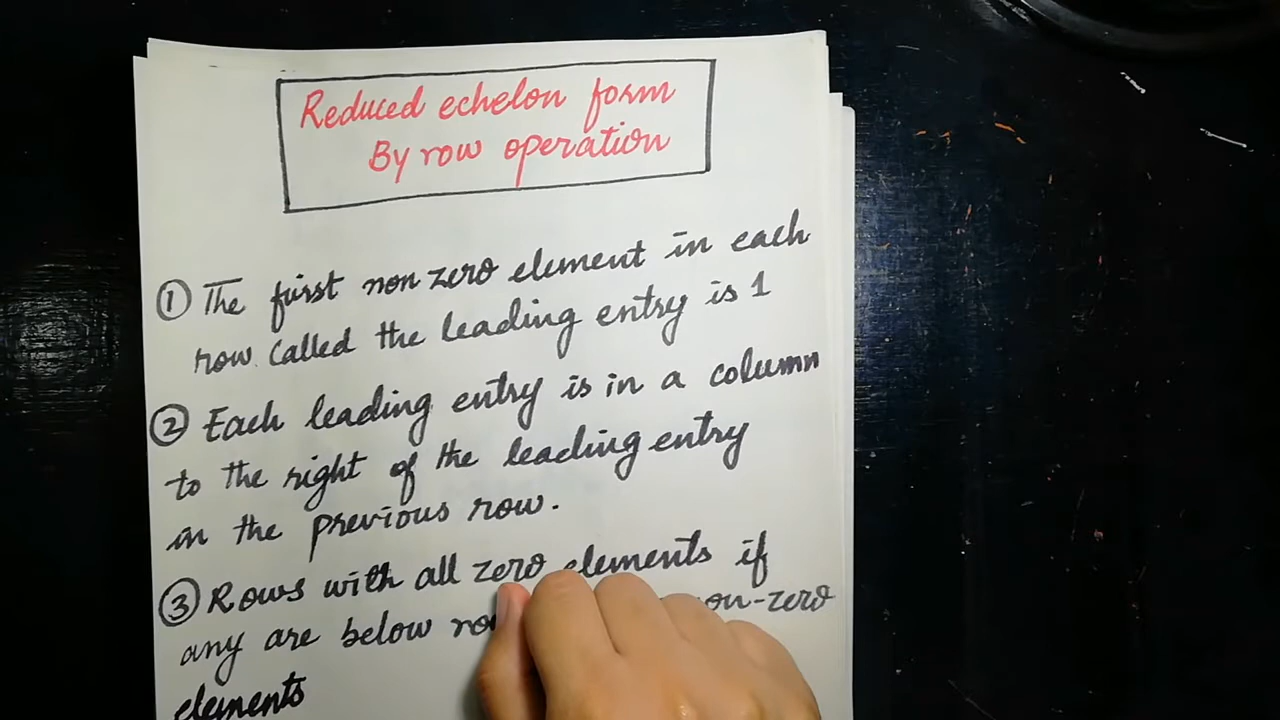 Reduced echelon form
By row operation
① The first non zero element in each
row called the leading entry is 1
② Each leading entry is in a column
to the right of the leading entry
in the previous row.
③ Rows with all zero elements if
any are below non-zero
elements